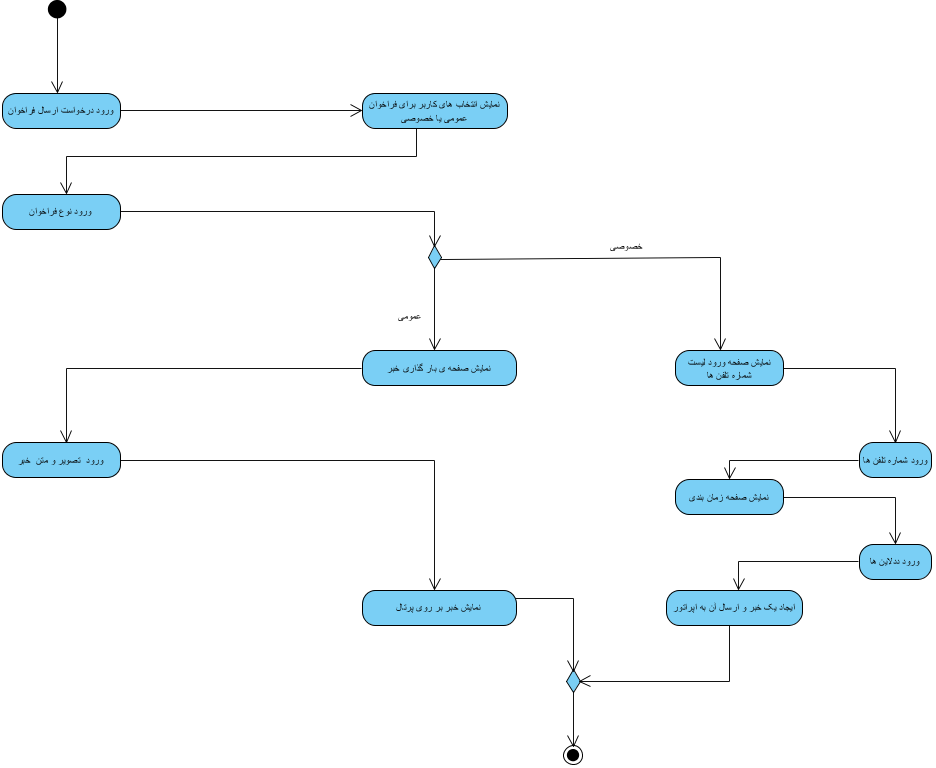 ورود درخواست ارسال فراخوان
نمایش انتخاب های کاربر برای فراخوان
عمومی یا خصوصی
ورود نوع فراخوان
خصوصی
عمومی
نمایش صفحه ی بار گذاری خبر
نمایش صفحه ورود لیست
شماره تلفن ها
ورود تصویر و متن خبر
ورود شماره تلفن ها
نمایش صفحه زمان بندی
ورود ددلاین ها
نمایش خبر بر روی پرتال
ایجاد یک خبر و ارسال آن به اپراتور